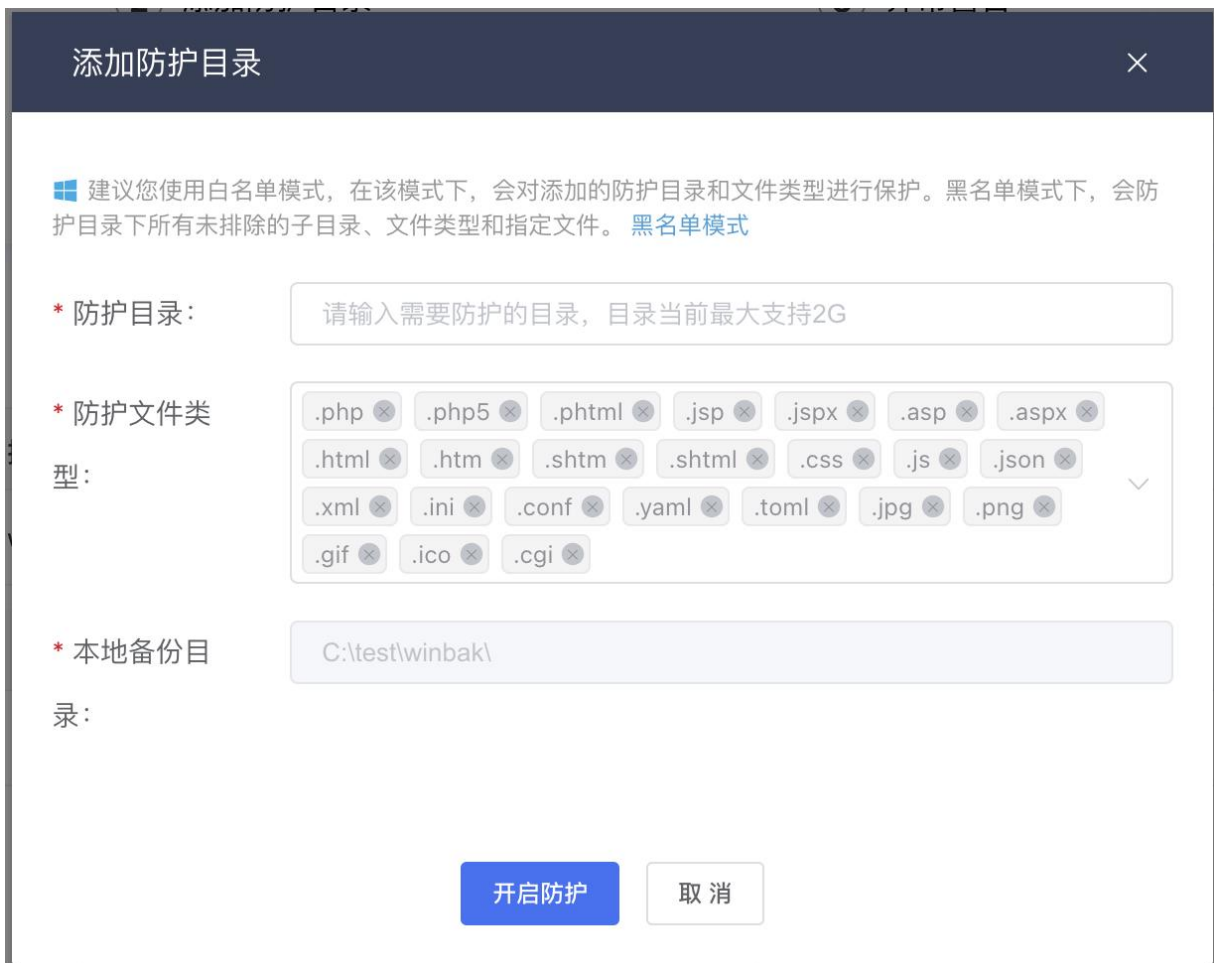 添加防护目录
建议您使用白名单模式，在该模式下，会对添加的防护目录和文件类型进行保护。黑名单模式下，会防
护目录下所有未排除的子目录、文件类型和指定文件。 黑名单模式
* 防护目录： 请输入需要防护的目录，目录当前最大支持2G
* 防护文件类
型：
.php .php5 .phtml .jsp .jspx .asp .aspx
.html .htm .shtm .shtml .css .js .json
.xml .ini .conf .yaml .toml .jpg .png
.gif .ico .cgi
* 本地备份目
录：
C:\test\winbak\
开启防护 取 消